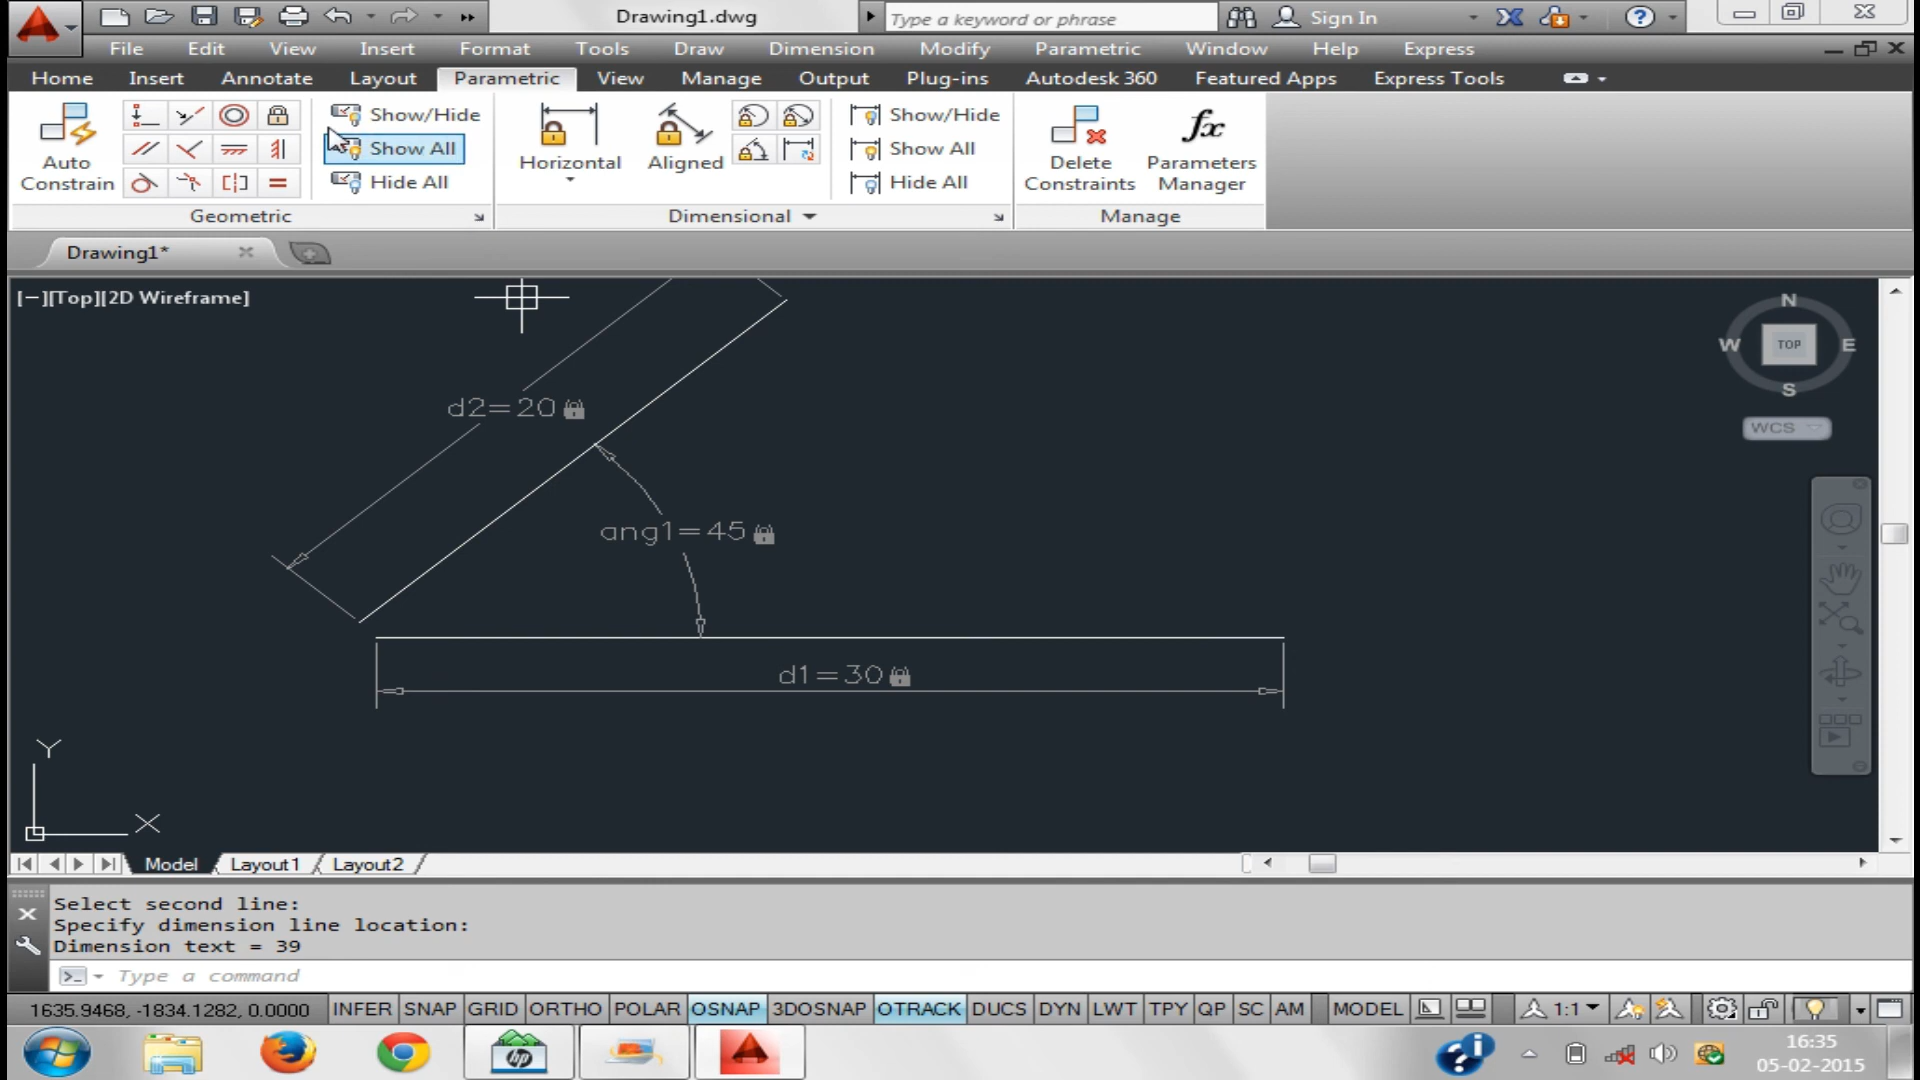 Drawing1.dwg
Type a keyword or phrase
Sign In
File Edit View Insert Format Tools Draw Dimension Modify Parametric Window Help Express
Home Insert Annotate Layout Parametric View Manage Output Plug-ins Autodesk 360 Featured Apps Express Tools
Auto
Constrain
Show/Hide
Show All
Hide All
Geometric
Horizontal
Aligned
Show/Hide
Show All
Hide All
Dimensional
Delete
Constraints
fx
Parameters
Manager
Manage
Drawing1*
[−][Top][2D Wireframe]
N
W
TOP
E
S
WCS
d2=20
ang1=45
d1=30
Y
X
Model Layout1 Layout2
Select second line:
Specify dimension line location:
Dimension text = 39
Type a command
1635.9468, -1834.1282, 0.0000 INFER SNAP GRID ORTHO POLAR OSNAP 3DOSNAP OTRACK DUCS DYN LWT TPY QP SC AM MODEL 1:1
hp
16:35
05-02-2015